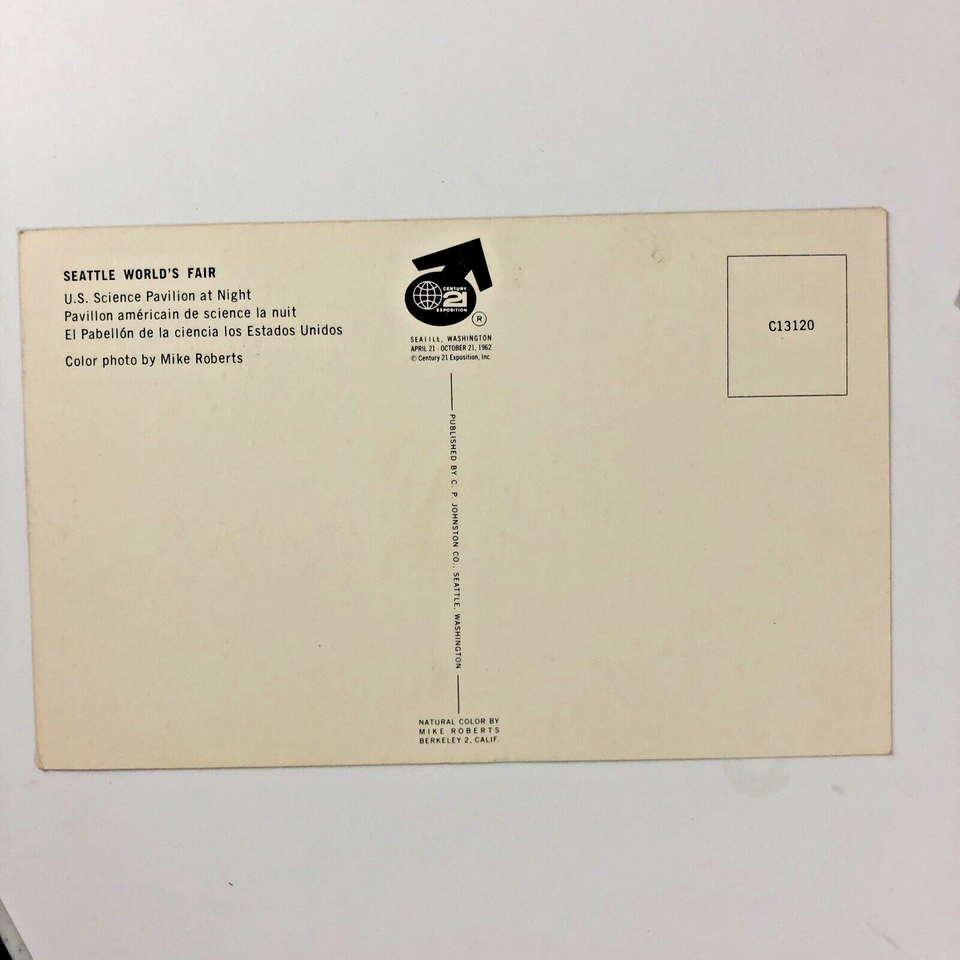 SEATTLE WORLD'S FAIR
U.S. Science Pavilion at Night
Pavillon américain de science la nuit
El Pabellón de la ciencia los Estados Unidos
Color photo by Mike Roberts
CENTURY
21
EXPOSITION
®
SEATTLE, WASHINGTON
APRIL 21 - OCTOBER 21, 1962
© Century 21 Exposition, Inc.
PUBLISHED BY C. P. JOHNSTON CO., SEATTLE, WASHINGTON
NATURAL COLOR BY
MIKE ROBERTS
BERKELEY 2, CALIF.
C13120